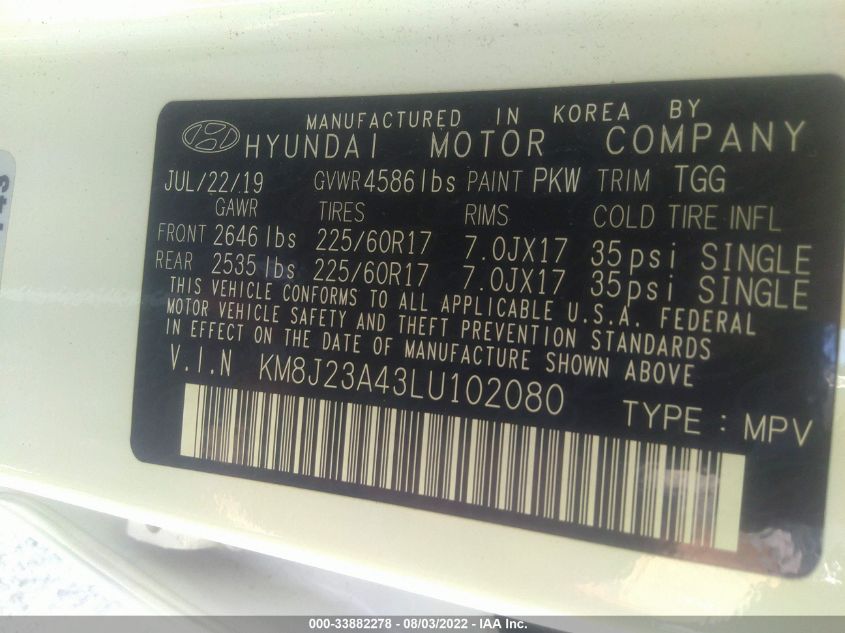 MANUFACTURED IN KOREA BY
HYUNDAI MOTOR COMPANY
JUL/22/19 GVWR 4586 lbs PAINT PKW TRIM TGG
GAWR TIRES RIMS COLD TIRE INFL
FRONT 2646 lbs 225/60R17 7.0JX17 35psi SINGLE
REAR 2535 lbs 225/60R17 7.0JX17 35psi SINGLE
THIS VEHICLE CONFORMS TO ALL APPLICABLE U.S.A. FEDERAL
MOTOR VEHICLE SAFETY AND THEFT PREVENTION STANDARDS
IN EFFECT ON THE DATE OF MANUFACTURE SHOWN ABOVE.
V.I.N KM8J23A43LU102080
TYPE : MPV
000-33882278 - 08/03/2022 - IAA Inc.